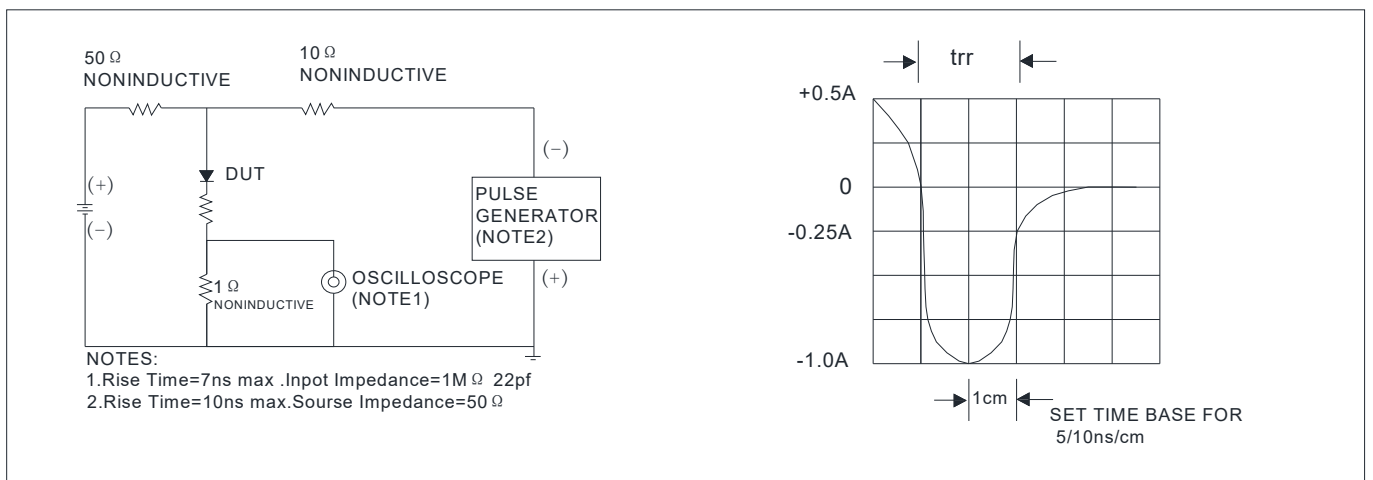 50 Ω
NONINDUCTIVE
10 Ω
NONINDUCTIVE
(+)
(-)
DUT
1 Ω
NONINDUCTIVE
OSCILLOSCOPE
(NOTE1)
(-)
PULSE
GENERATOR
(NOTE2)
(+)
NOTES:
1.Rise Time=7ns max .Inpot Impedance=1M Ω 22pf
2.Rise Time=10ns max.Sourse Impedance=50 Ω
trr
+0.5A
0
-0.25A
-1.0A
1cm
SET TIME BASE FOR
5/10ns/cm